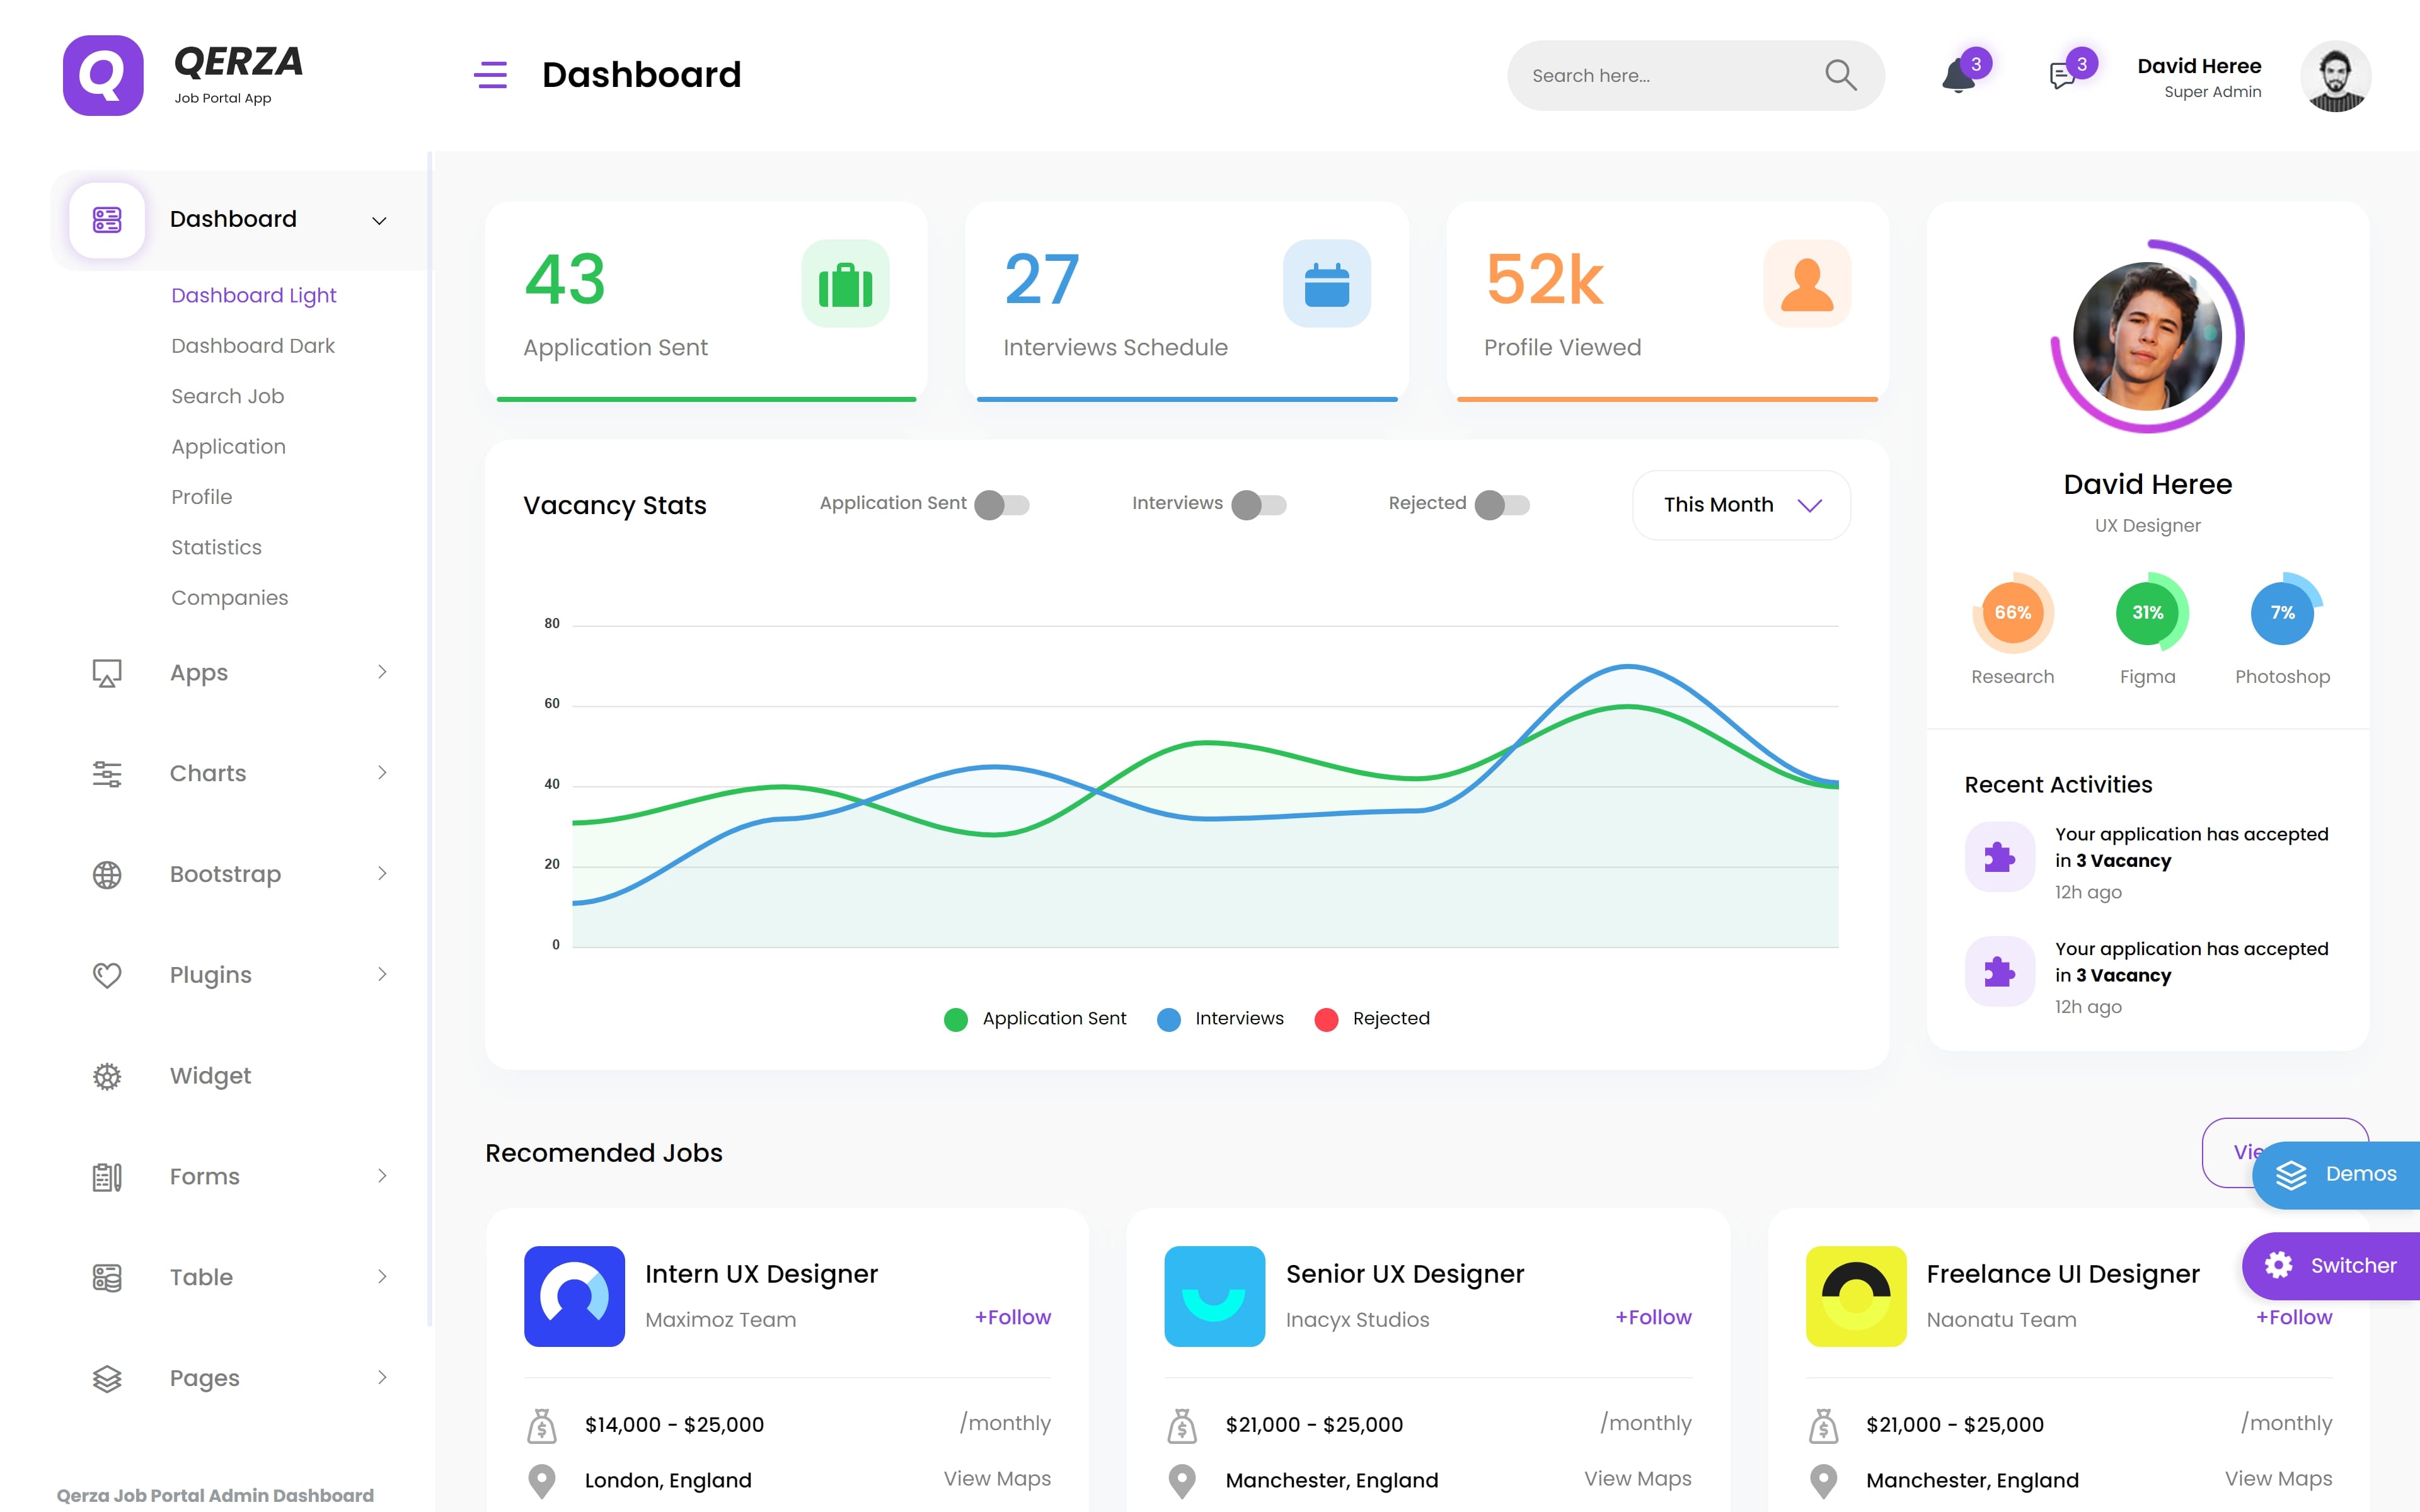 Q
QERZA
Job Portal App
Dashboard
Search here...
3
3
David Heree
Super Admin
Dashboard
Dashboard Light
Dashboard Dark
Search Job
Application
Profile
Statistics
Companies
Apps
Charts
Bootstrap
Plugins
Widget
Forms
Table
Pages
Qerza Job Portal Admin Dashboard
43
Application Sent
27
Interviews Schedule
52k
Profile Viewed
Vacancy Stats
Application Sent
Interviews
Rejected
This Month
80
60
40
20
0
Application Sent
Interviews
Rejected
David Heree
UX Designer
66%
31%
7%
Research
Figma
Photoshop
Recent Activities
Your application has accepted
in 3 Vacancy
12h ago
Your application has accepted
in 3 Vacancy
12h ago
Recomended Jobs
Demos
Switcher
Intern UX Designer
Maximoz Team
+Follow
$14,000 - $25,000
/monthly
London, England
View Maps
Senior UX Designer
Inacyx Studios
+Follow
$21,000 - $25,000
/monthly
Manchester, England
View Maps
Freelance UI Designer
Naonatu Team
+Follow
$21,000 - $25,000
/monthly
Manchester, England
View Maps